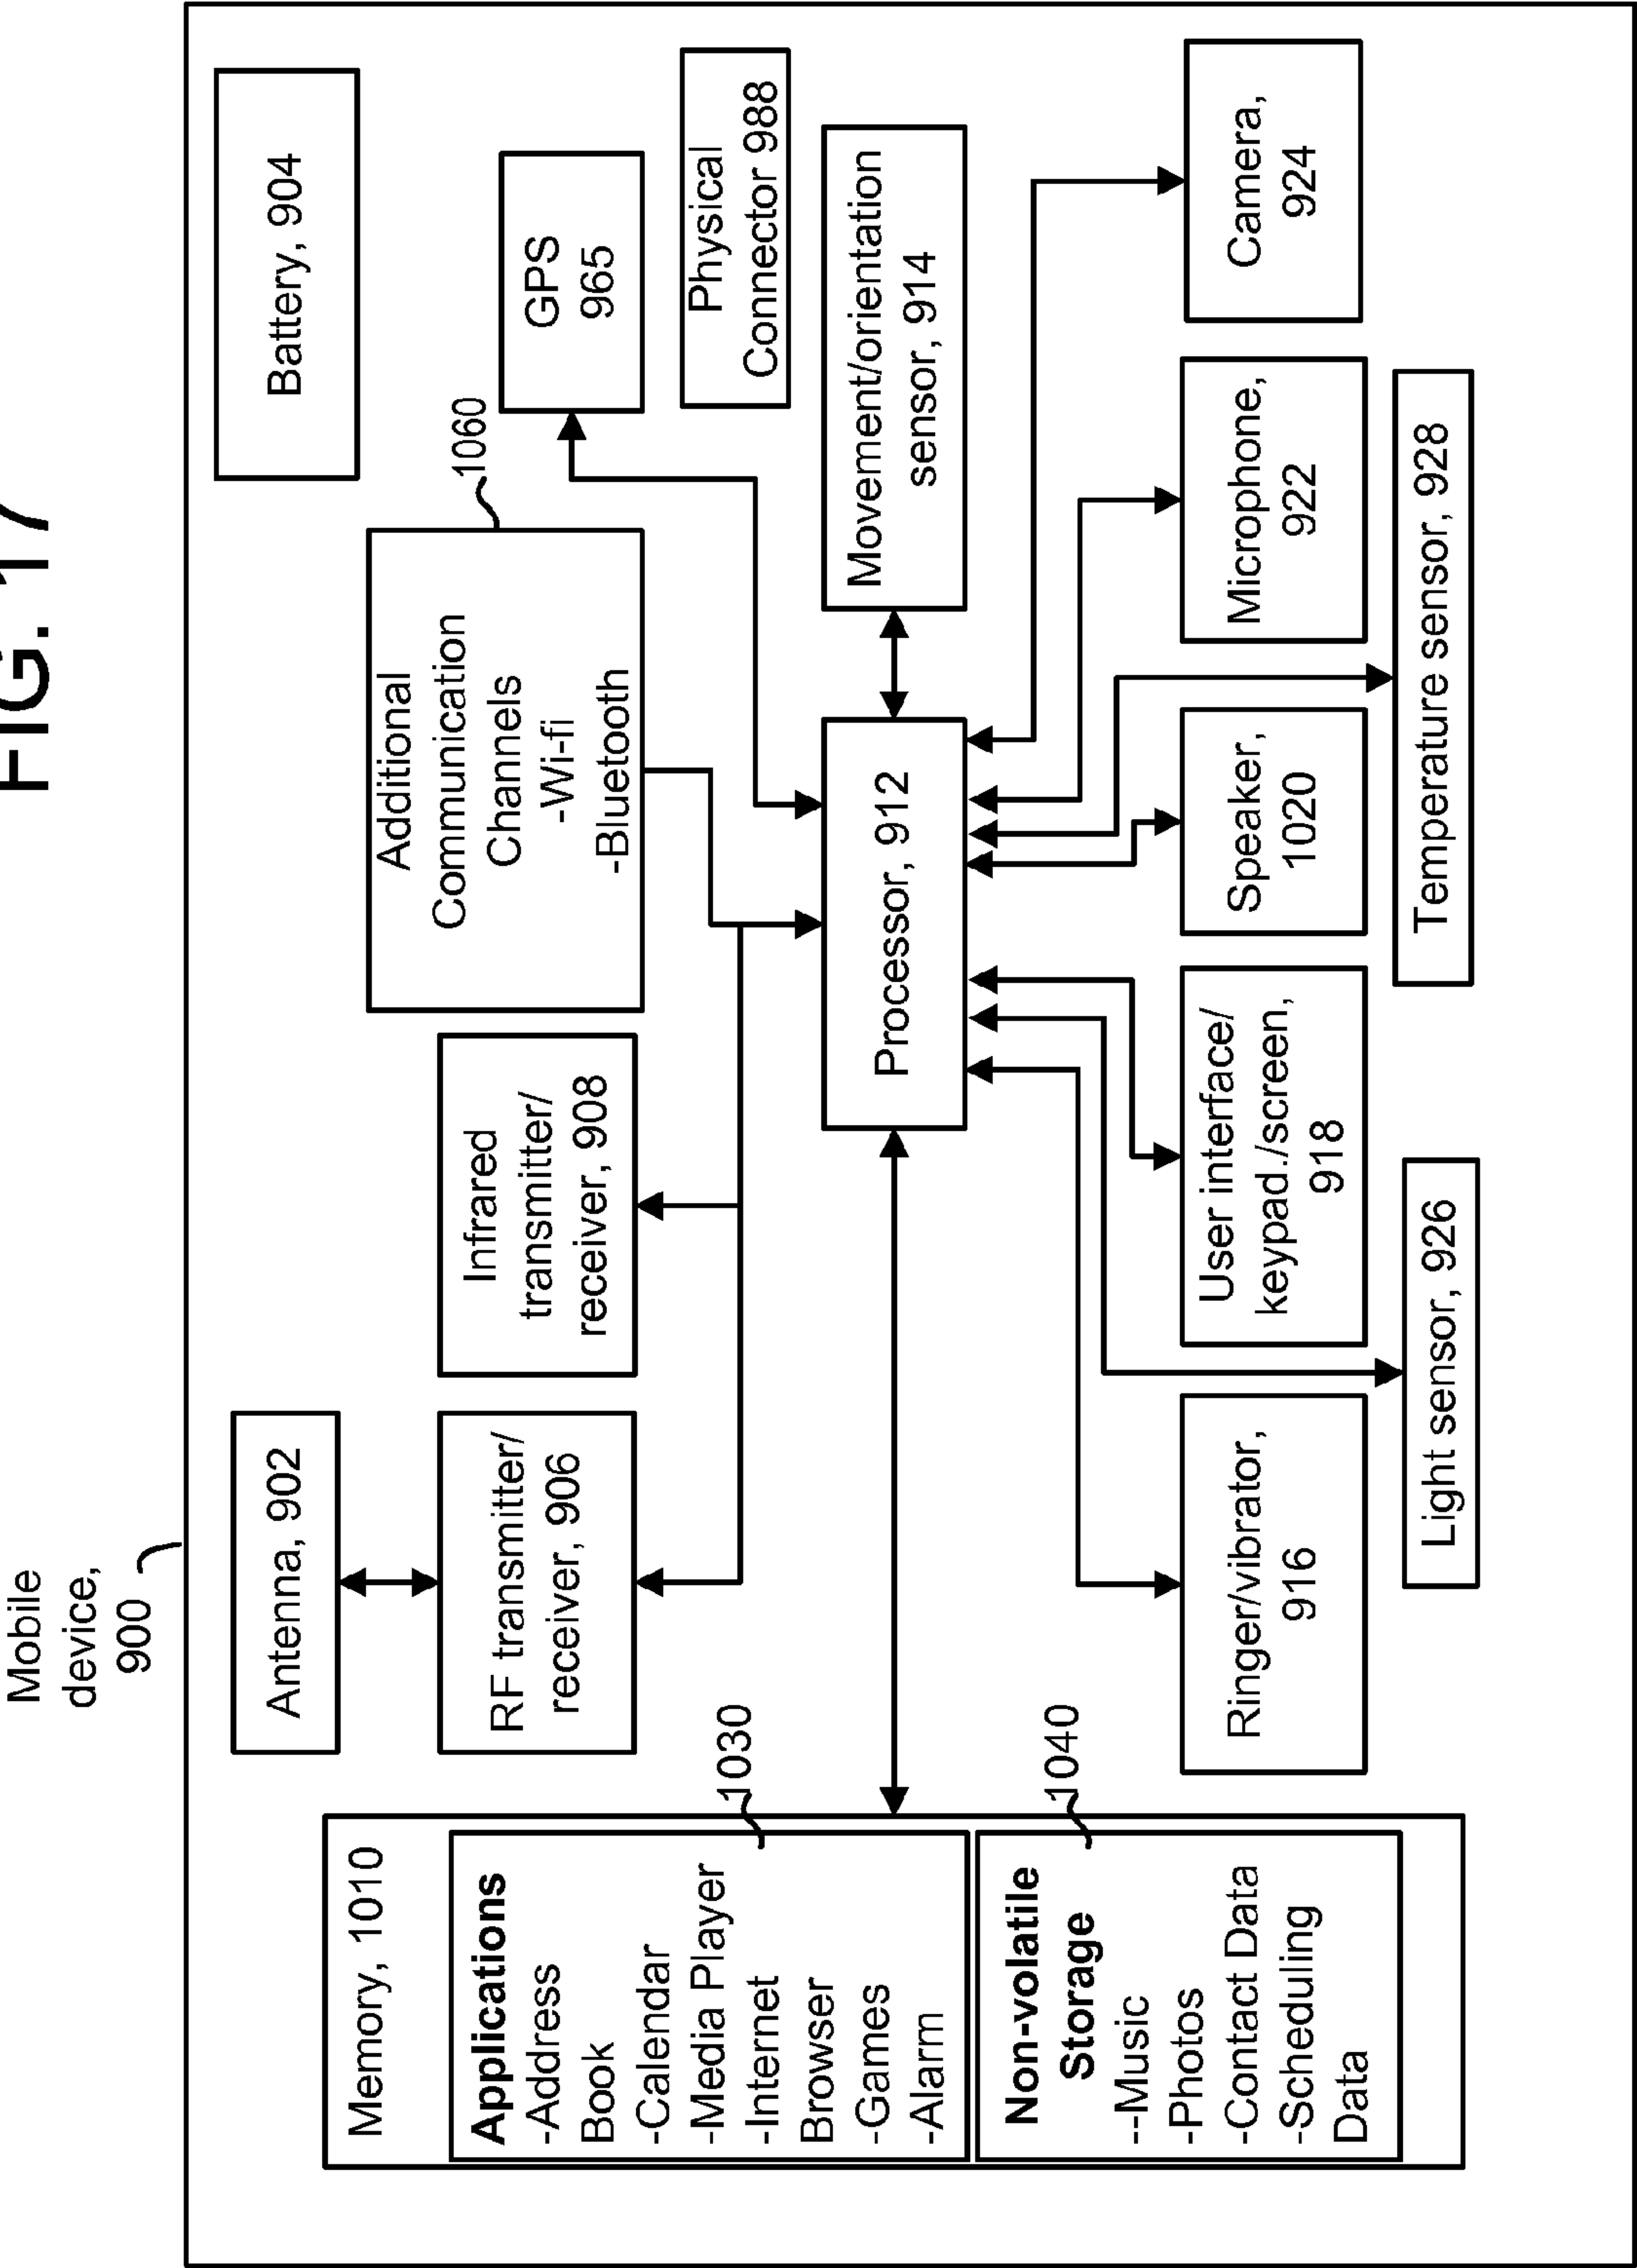 FIG. 17
Mobile
device,
900
Memory, 1010
Applications
-Address
Book
-Calendar
-Media Player
-Internet
Browser
-Games
-Alarm
1030
Non-volatile
Storage
--Music
-Photos
-Contact Data
-Scheduling
Data
1040
Antenna, 902
RF transmitter/
receiver, 906
Infrared
transmitter/
receiver, 908
Additional
Communication
Channels
-Wi-fi
-Bluetooth
1060
Battery, 904
GPS
965
Physical
Connector 988
Processor, 912
Movement/orientation
sensor, 914
Ringer/vibrator,
916
User interface/
keypad./screen,
918
Speaker,
1020
Microphone,
922
Camera,
924
Light sensor, 926
Temperature sensor, 928